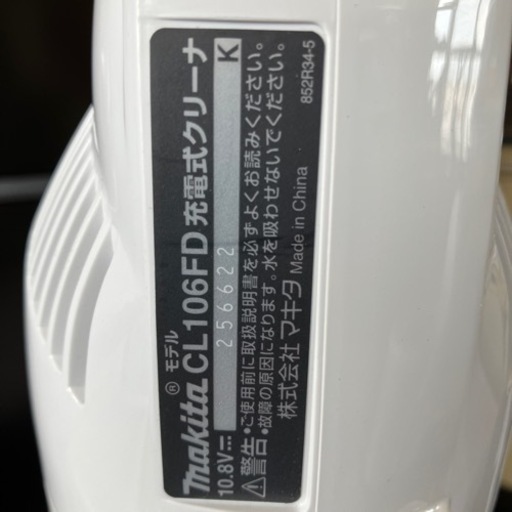 Makita® モデル CL106FD 充電式クリーナ
10.8V⎓ 256622 K
⚠警告 •ご使用前に取扱説明書を必ずよくお読みください。
•故障の原因になります。水を吸わせないでください。
株式会社 マキタ Made in China
852R34-5